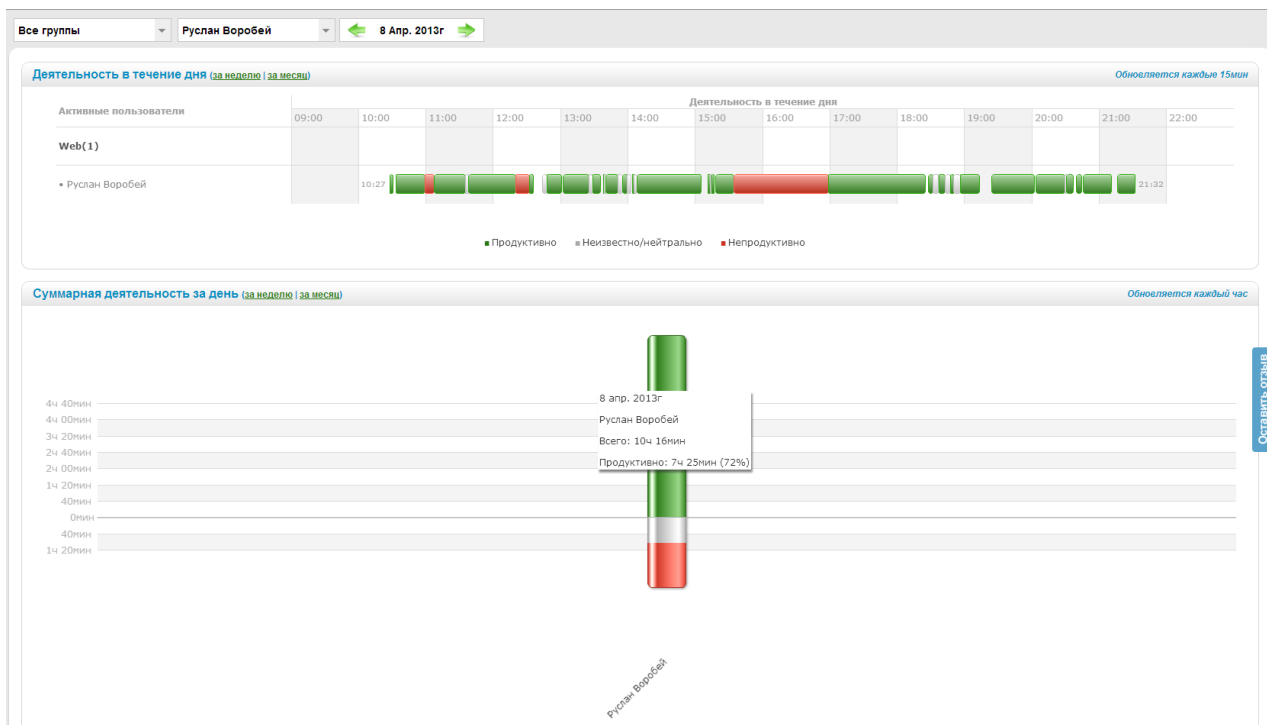 Все группы Руслан Воробей 8 Апр. 2013г
Деятельность в течение дня (за неделю | за месяц) Обновляется каждые 15мин
Активные пользователи
Деятельность в течение дня
09:00 10:00 11:00 12:00 13:00 14:00 15:00 16:00 17:00 18:00 19:00 20:00 21:00 22:00
Web(1)
• Руслан Воробей 10:27 21:32
Продуктивно Неизвестно/нейтрально Непродуктивно
Суммарная деятельность за день (за неделю | за месяц) Обновляется каждый час
Оставить отзыв
8 апр. 2013г
Руслан Воробей
Всего: 10ч 16мин
Продуктивно: 7ч 25мин (72%)
4ч 40мин
4ч 00мин
3ч 20мин
2ч 40мин
2ч 00мин
1ч 20мин
40мин
0мин
40мин
1ч 20мин
Руслан Воробей